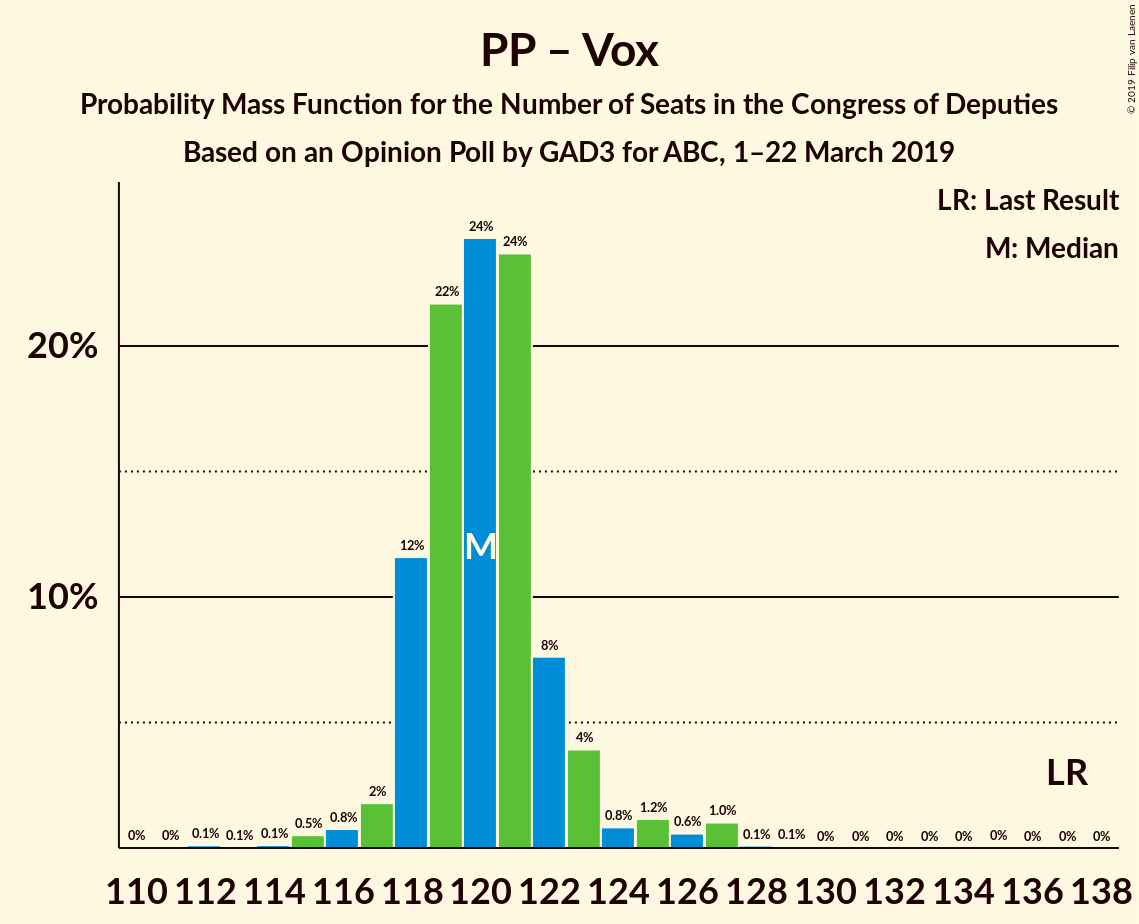 PP – Vox
Probability Mass Function for the Number of Seats in the Congress of Deputies
Based on an Opinion Poll by GAD3 for ABC, 1–22 March 2019
© 2019 Filip van Laenen
LR: Last Result
M: Median
20%
10%
0% 0% 0.1% 0.1% 0.1% 0.5% 0.8% 2% 12% 22% 24% 24% 8% 4% 0.8% 1.2% 0.6% 1.0% 0.1% 0.1% 0% 0% 0% 0% 0% 0% 0% 0% 0%
M
LR
110 112 114 116 118 120 122 124 126 128 130 132 134 136 138